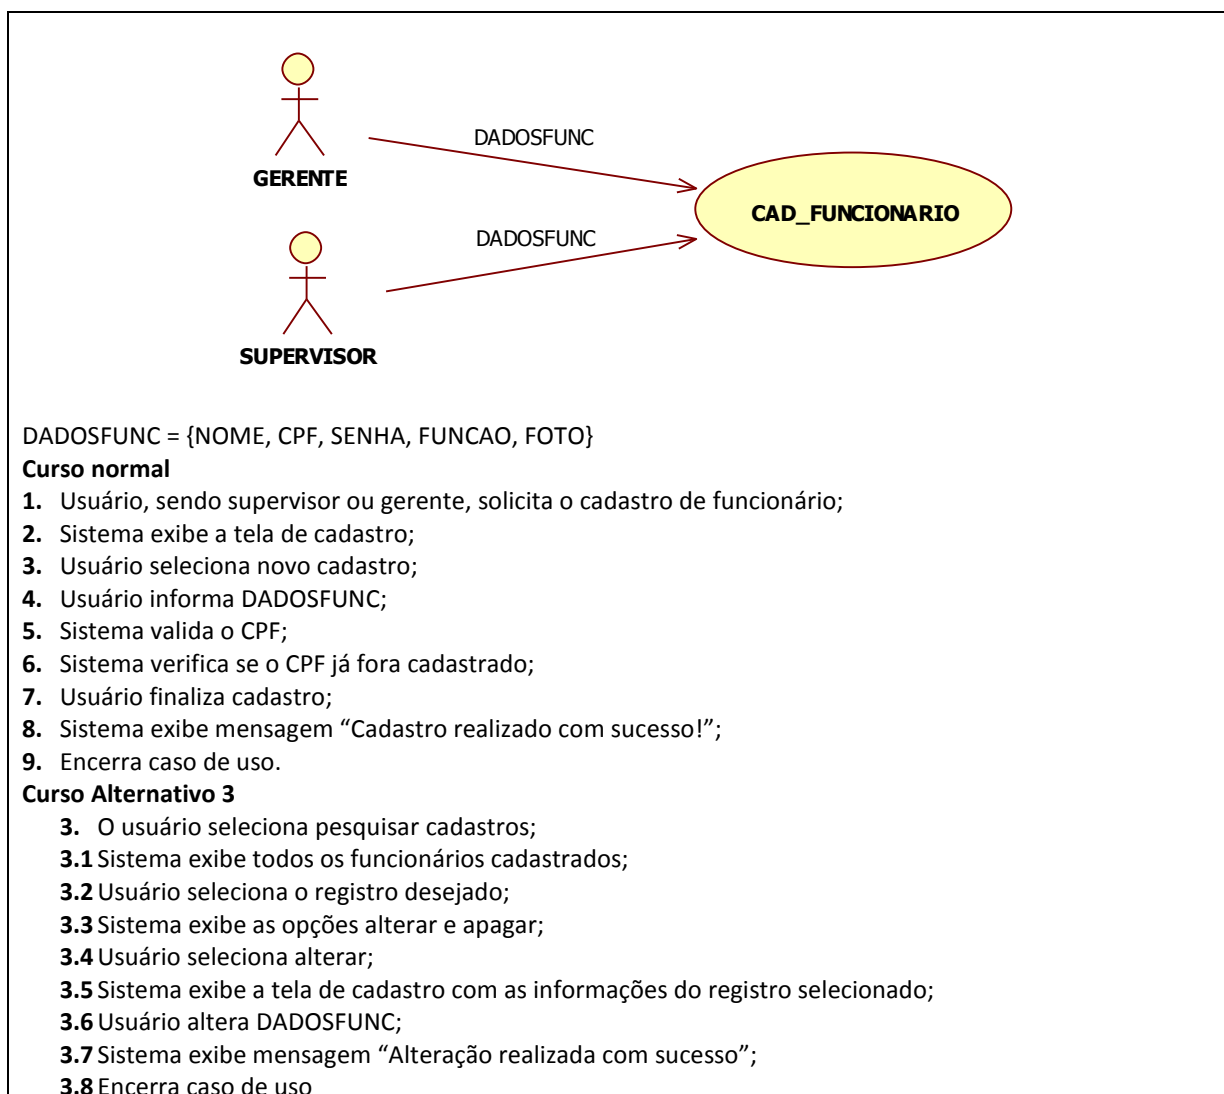 DADOSFUNC
GERENTE
CAD_FUNCIONARIO
DADOSFUNC
SUPERVISOR
DADOSFUNC = {NOME, CPF, SENHA, FUNCAO, FOTO}
Curso normal
1. Usuário, sendo supervisor ou gerente, solicita o cadastro de funcionário;
2. Sistema exibe a tela de cadastro;
3. Usuário seleciona novo cadastro;
4. Usuário informa DADOSFUNC;
5. Sistema valida o CPF;
6. Sistema verifica se o CPF já fora cadastrado;
7. Usuário finaliza cadastro;
8. Sistema exibe mensagem “Cadastro realizado com sucesso!”;
9. Encerra caso de uso.
Curso Alternativo 3
3. O usuário seleciona pesquisar cadastros;
3.1 Sistema exibe todos os funcionários cadastrados;
3.2 Usuário seleciona o registro desejado;
3.3 Sistema exibe as opções alterar e apagar;
3.4 Usuário seleciona alterar;
3.5 Sistema exibe a tela de cadastro com as informações do registro selecionado;
3.6 Usuário altera DADOSFUNC;
3.7 Sistema exibe mensagem “Alteração realizada com sucesso”;
3.8 Encerra caso de uso